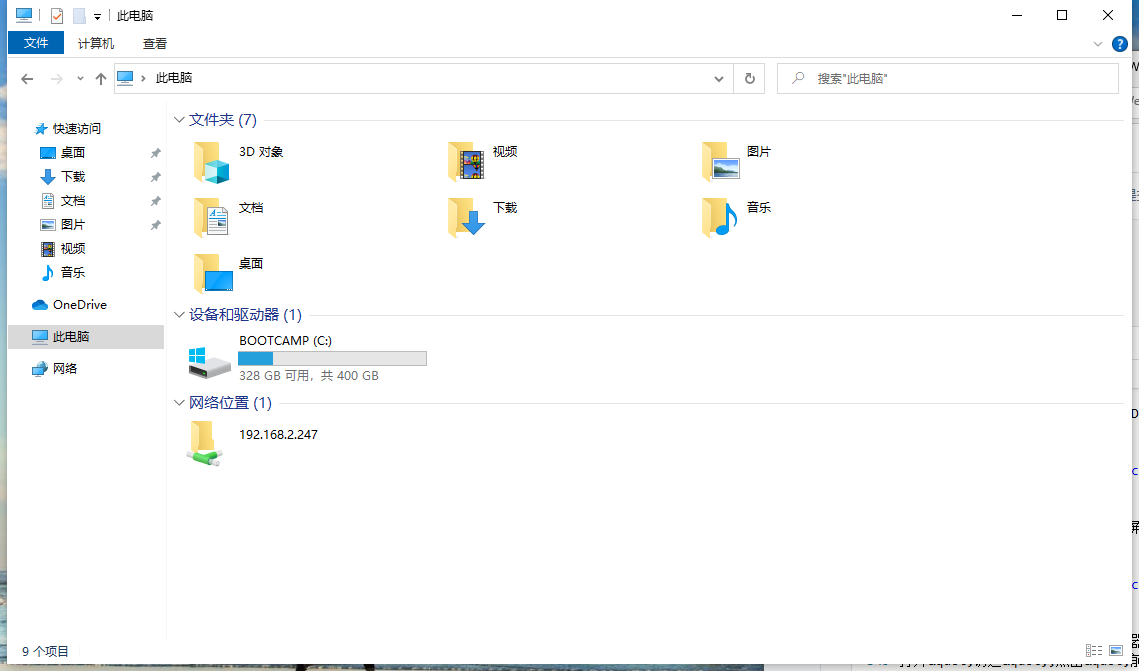 此电脑
文件 计算机 查看
此电脑 搜索"此电脑"
快速访问
桌面
下载
文档
图片
视频
音乐
OneDrive
此电脑
网络
文件夹 (7)
3D 对象 视频 图片
文档 下载 音乐
桌面
设备和驱动器 (1)
BOOTCAMP (C:)
328 GB 可用，共 400 GB
网络位置 (1)
192.168.2.247
9 个项目